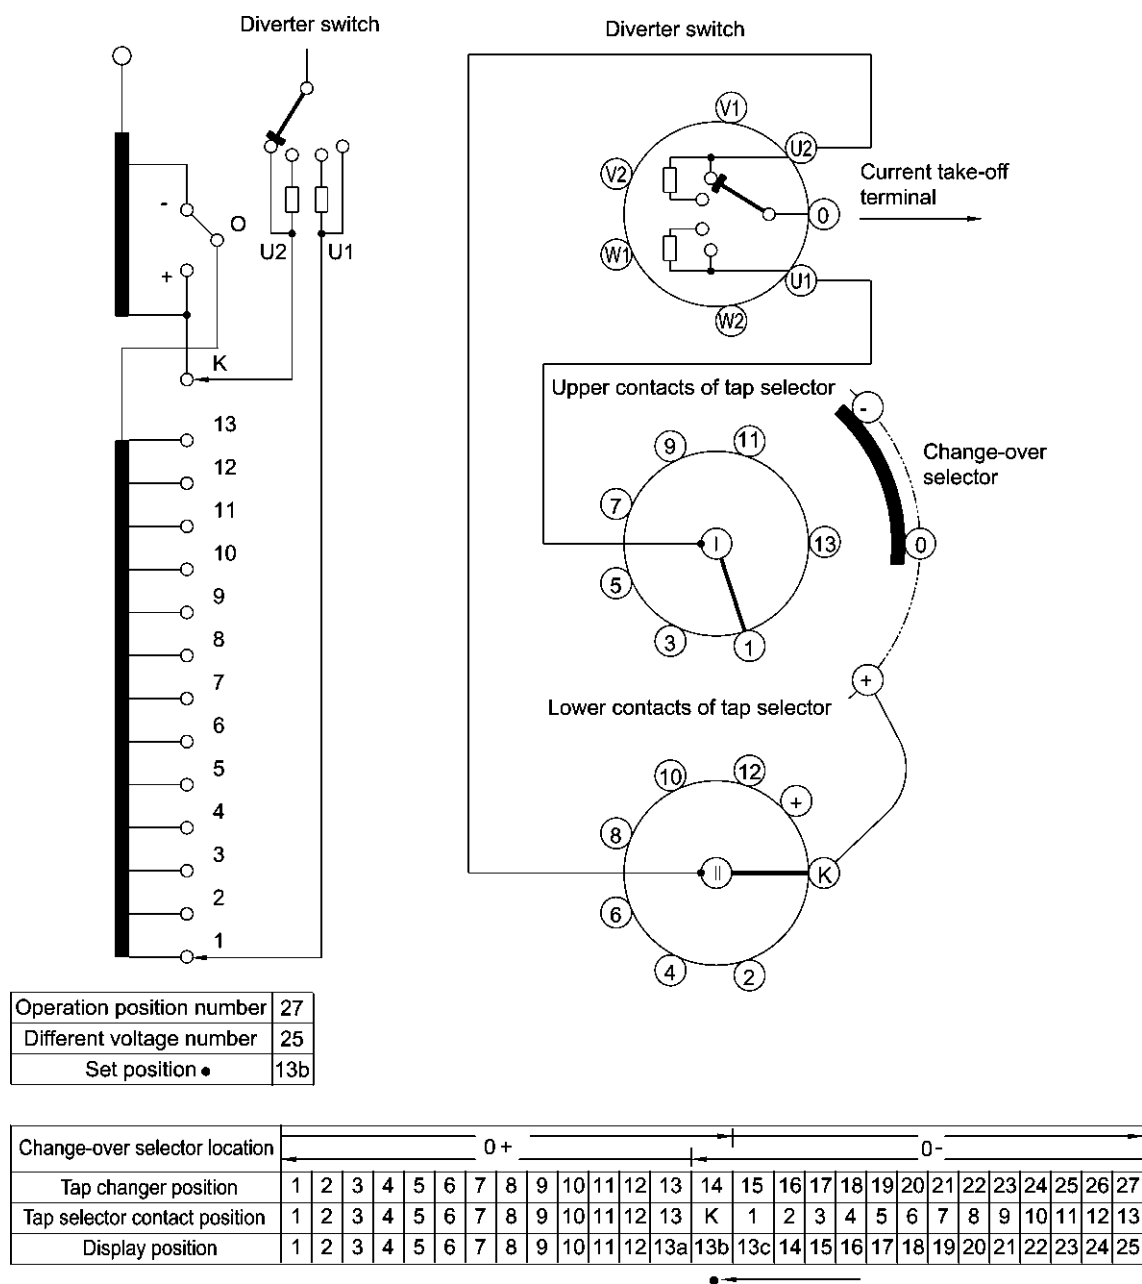 Diverter switch
-
O
+
U2 U1
K
13
12
11
10
9
8
7
6
5
4
3
2
1
Diverter switch
V1
U2
V2
Current take-off
terminal
0
W1
U1
W2
Upper contacts of tap selector
-
Change-over
selector
9 11
7
I 13 0
5
3 1
+
Lower contacts of tap selector
10 12
+
8
II K
6
4 2
Operation position number 27
Different voltage number 25
Set position • 13b
Change-over selector location 0+ 0-
Tap changer position 1 2 3 4 5 6 7 8 9 10 11 12 13 14 15 16 17 18 19 20 21 22 23 24 25 26 27
Tap selector contact position 1 2 3 4 5 6 7 8 9 10 11 12 13 K 1 2 3 4 5 6 7 8 9 10 11 12 13
Display position 1 2 3 4 5 6 7 8 9 10 11 12 13a 13b 13c 14 15 16 17 18 19 20 21 22 23 24 25